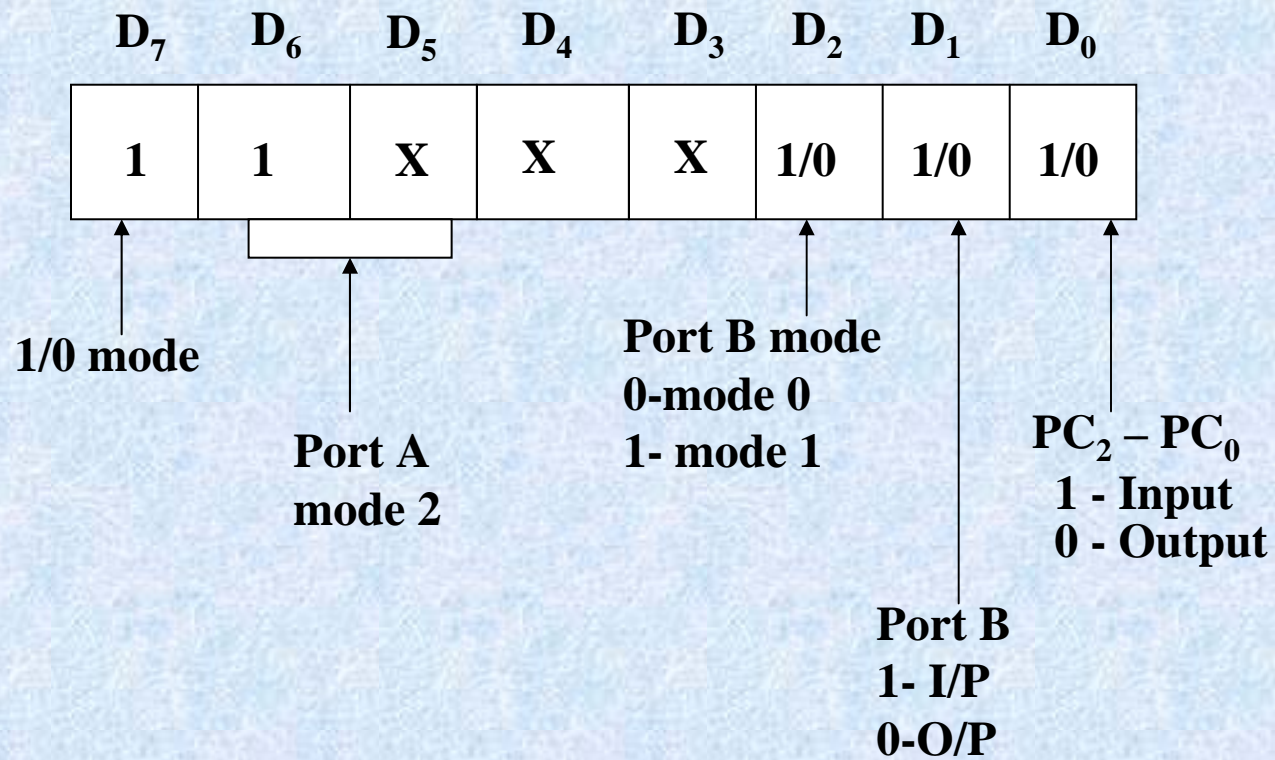 D₇ D₆ D₅ D₄ D₃ D₂ D₁ D₀
1 1 X X X 1/0 1/0 1/0
1/0 mode
Port A
mode 2
Port B mode
0-mode 0
1- mode 1
Port B
1- I/P
0-O/P
PC₂ – PC₀
1 - Input
0 - Output